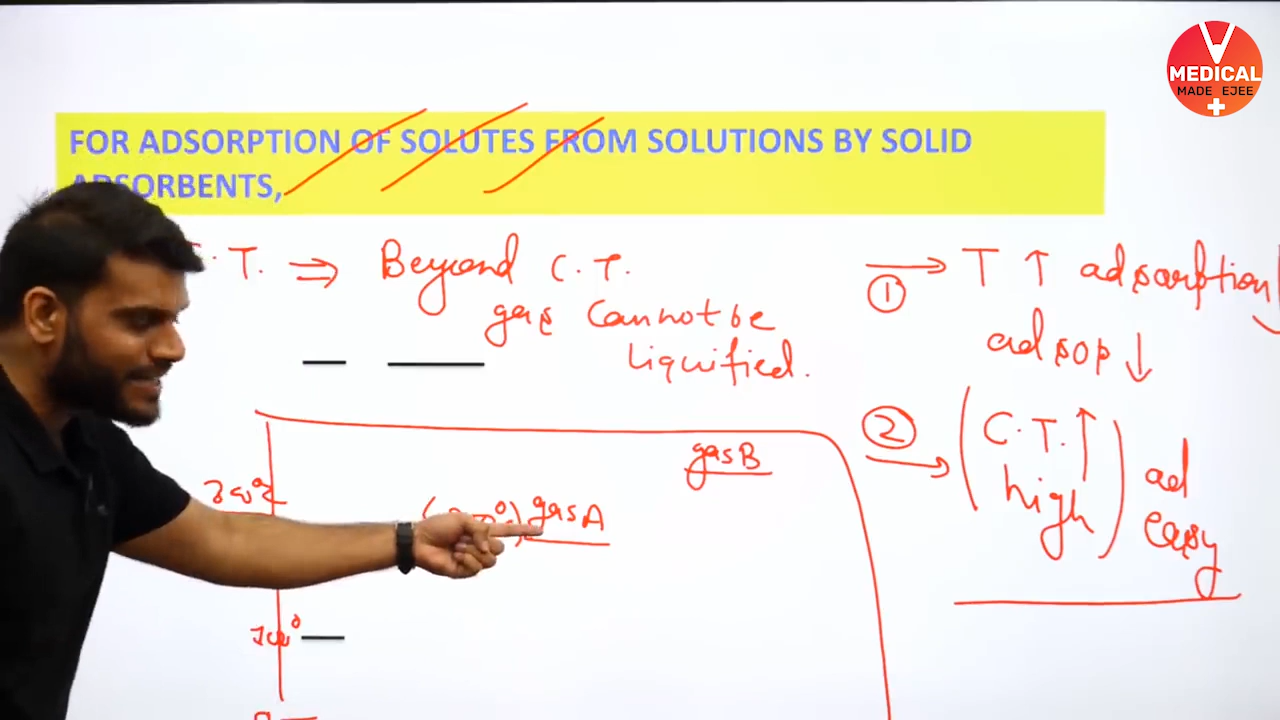 MEDICAL
MADE EJEE
FOR ADSORPTION OF SOLUTES FROM SOLUTIONS BY SOLID
ADSORBENTS,
T. ⇒ Beyond C.T.
gas cannot be
liquified.
① → T ↑ adsorption
adsop ↓
② → (C.T. ↑
high)
ad
easy
gas B
gas A